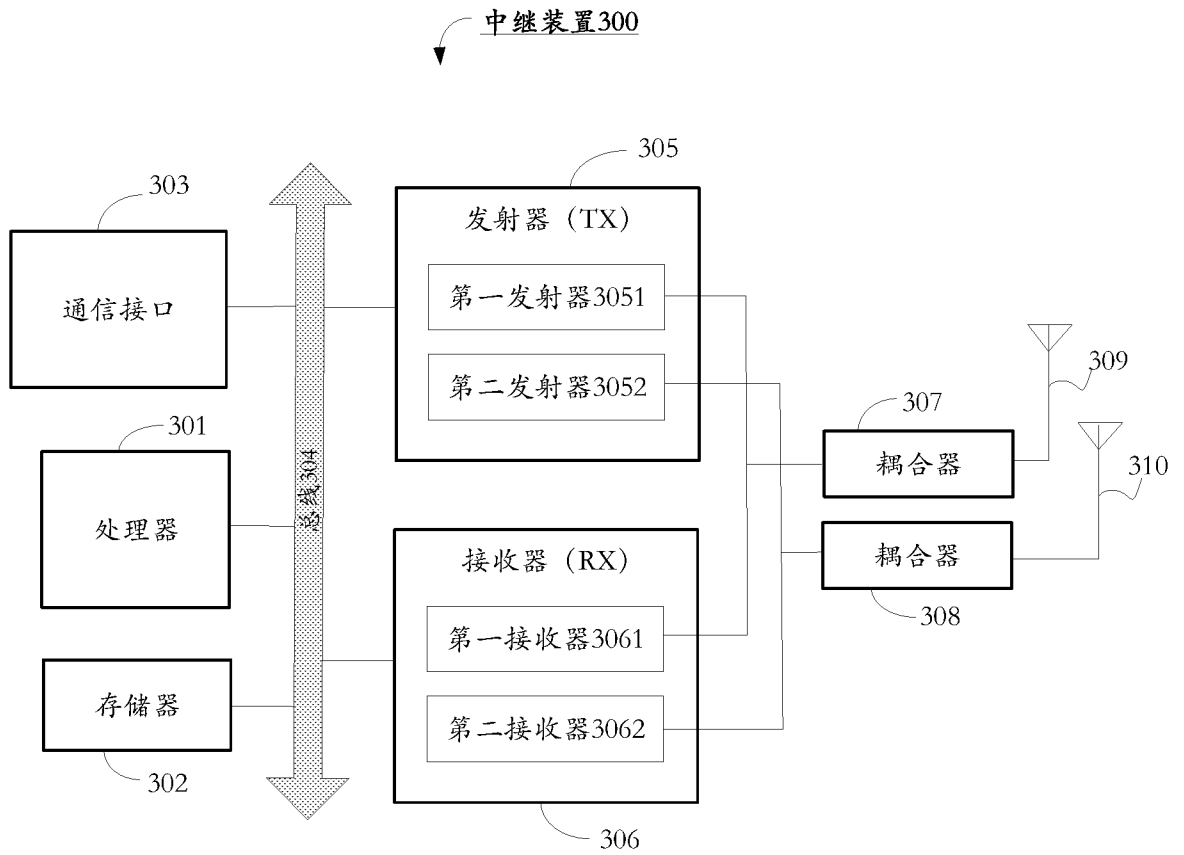 中继装置300
305
303
发射器（TX）
通信接口
第一发射器3051
第二发射器3052
309
307
301
耦合器
310
总线304
处理器
接收器（RX）
耦合器
308
第一接收器3061
存储器
第二接收器3062
302
306